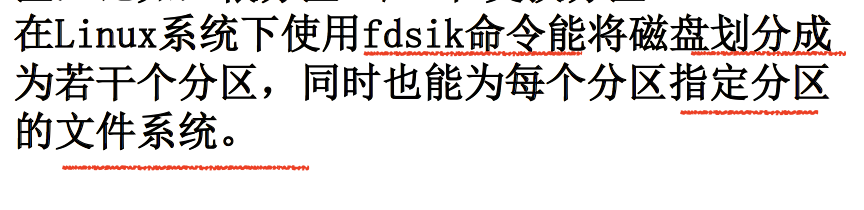 在Linux系统下使用fdsik命令能将磁盘划分成
为若干个分区，同时也能为每个分区指定分区
的文件系统。